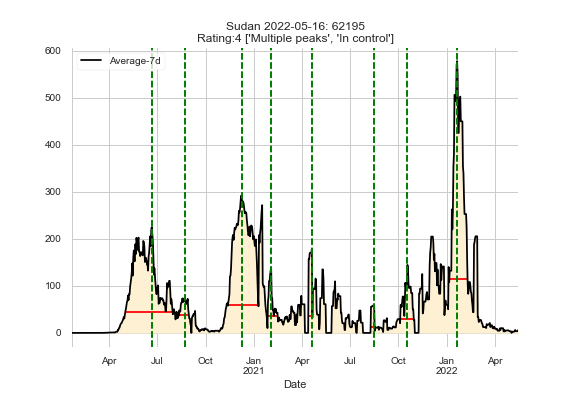 Sudan 2022-05-16: 62195
Rating:4 ['Multiple peaks', 'In control']
Average-7d
600
500
400
300
200
100
0
Apr Jul Oct Jan Apr Jul Oct Jan Apr
2021 2022
Date